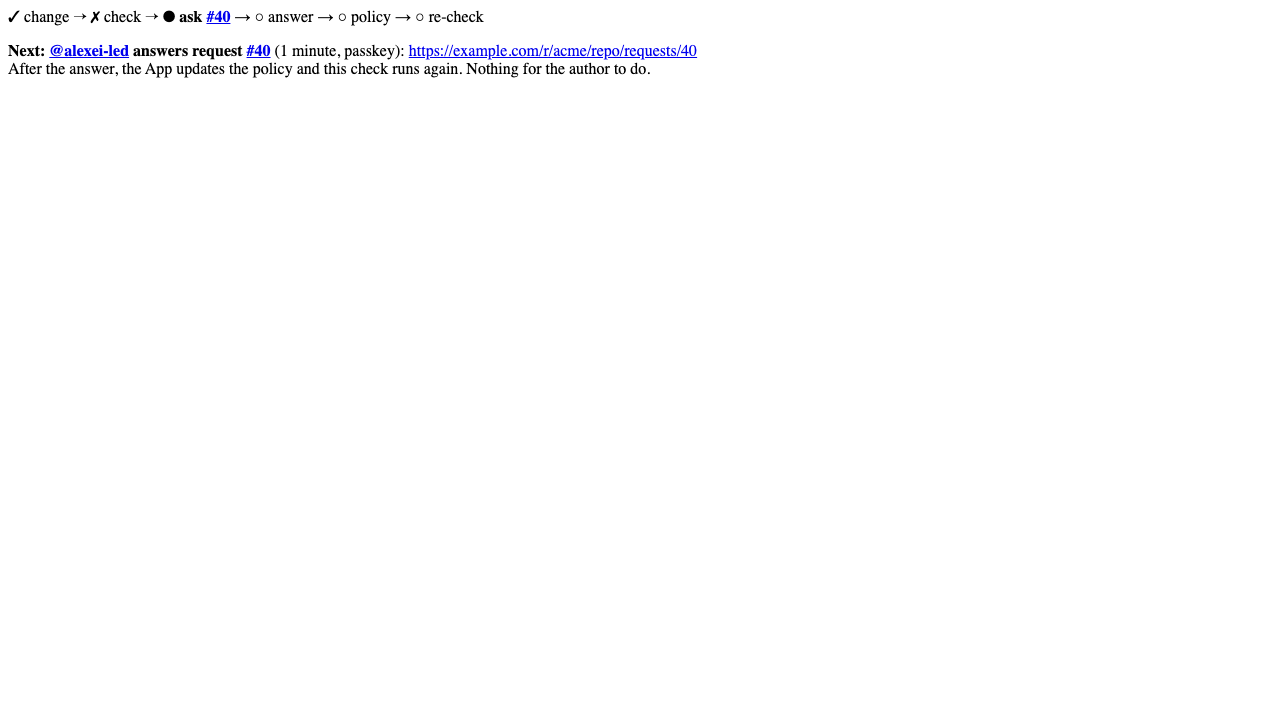 ✓ change → ✗ check → ● ask #40 → ○ answer → ○ policy → ○ re-check
Next: @alexei-led answers request #40 (1 minute, passkey): https://example.com/r/acme/repo/requests/40
After the answer, the App updates the policy and this check runs again. Nothing for the author to do.